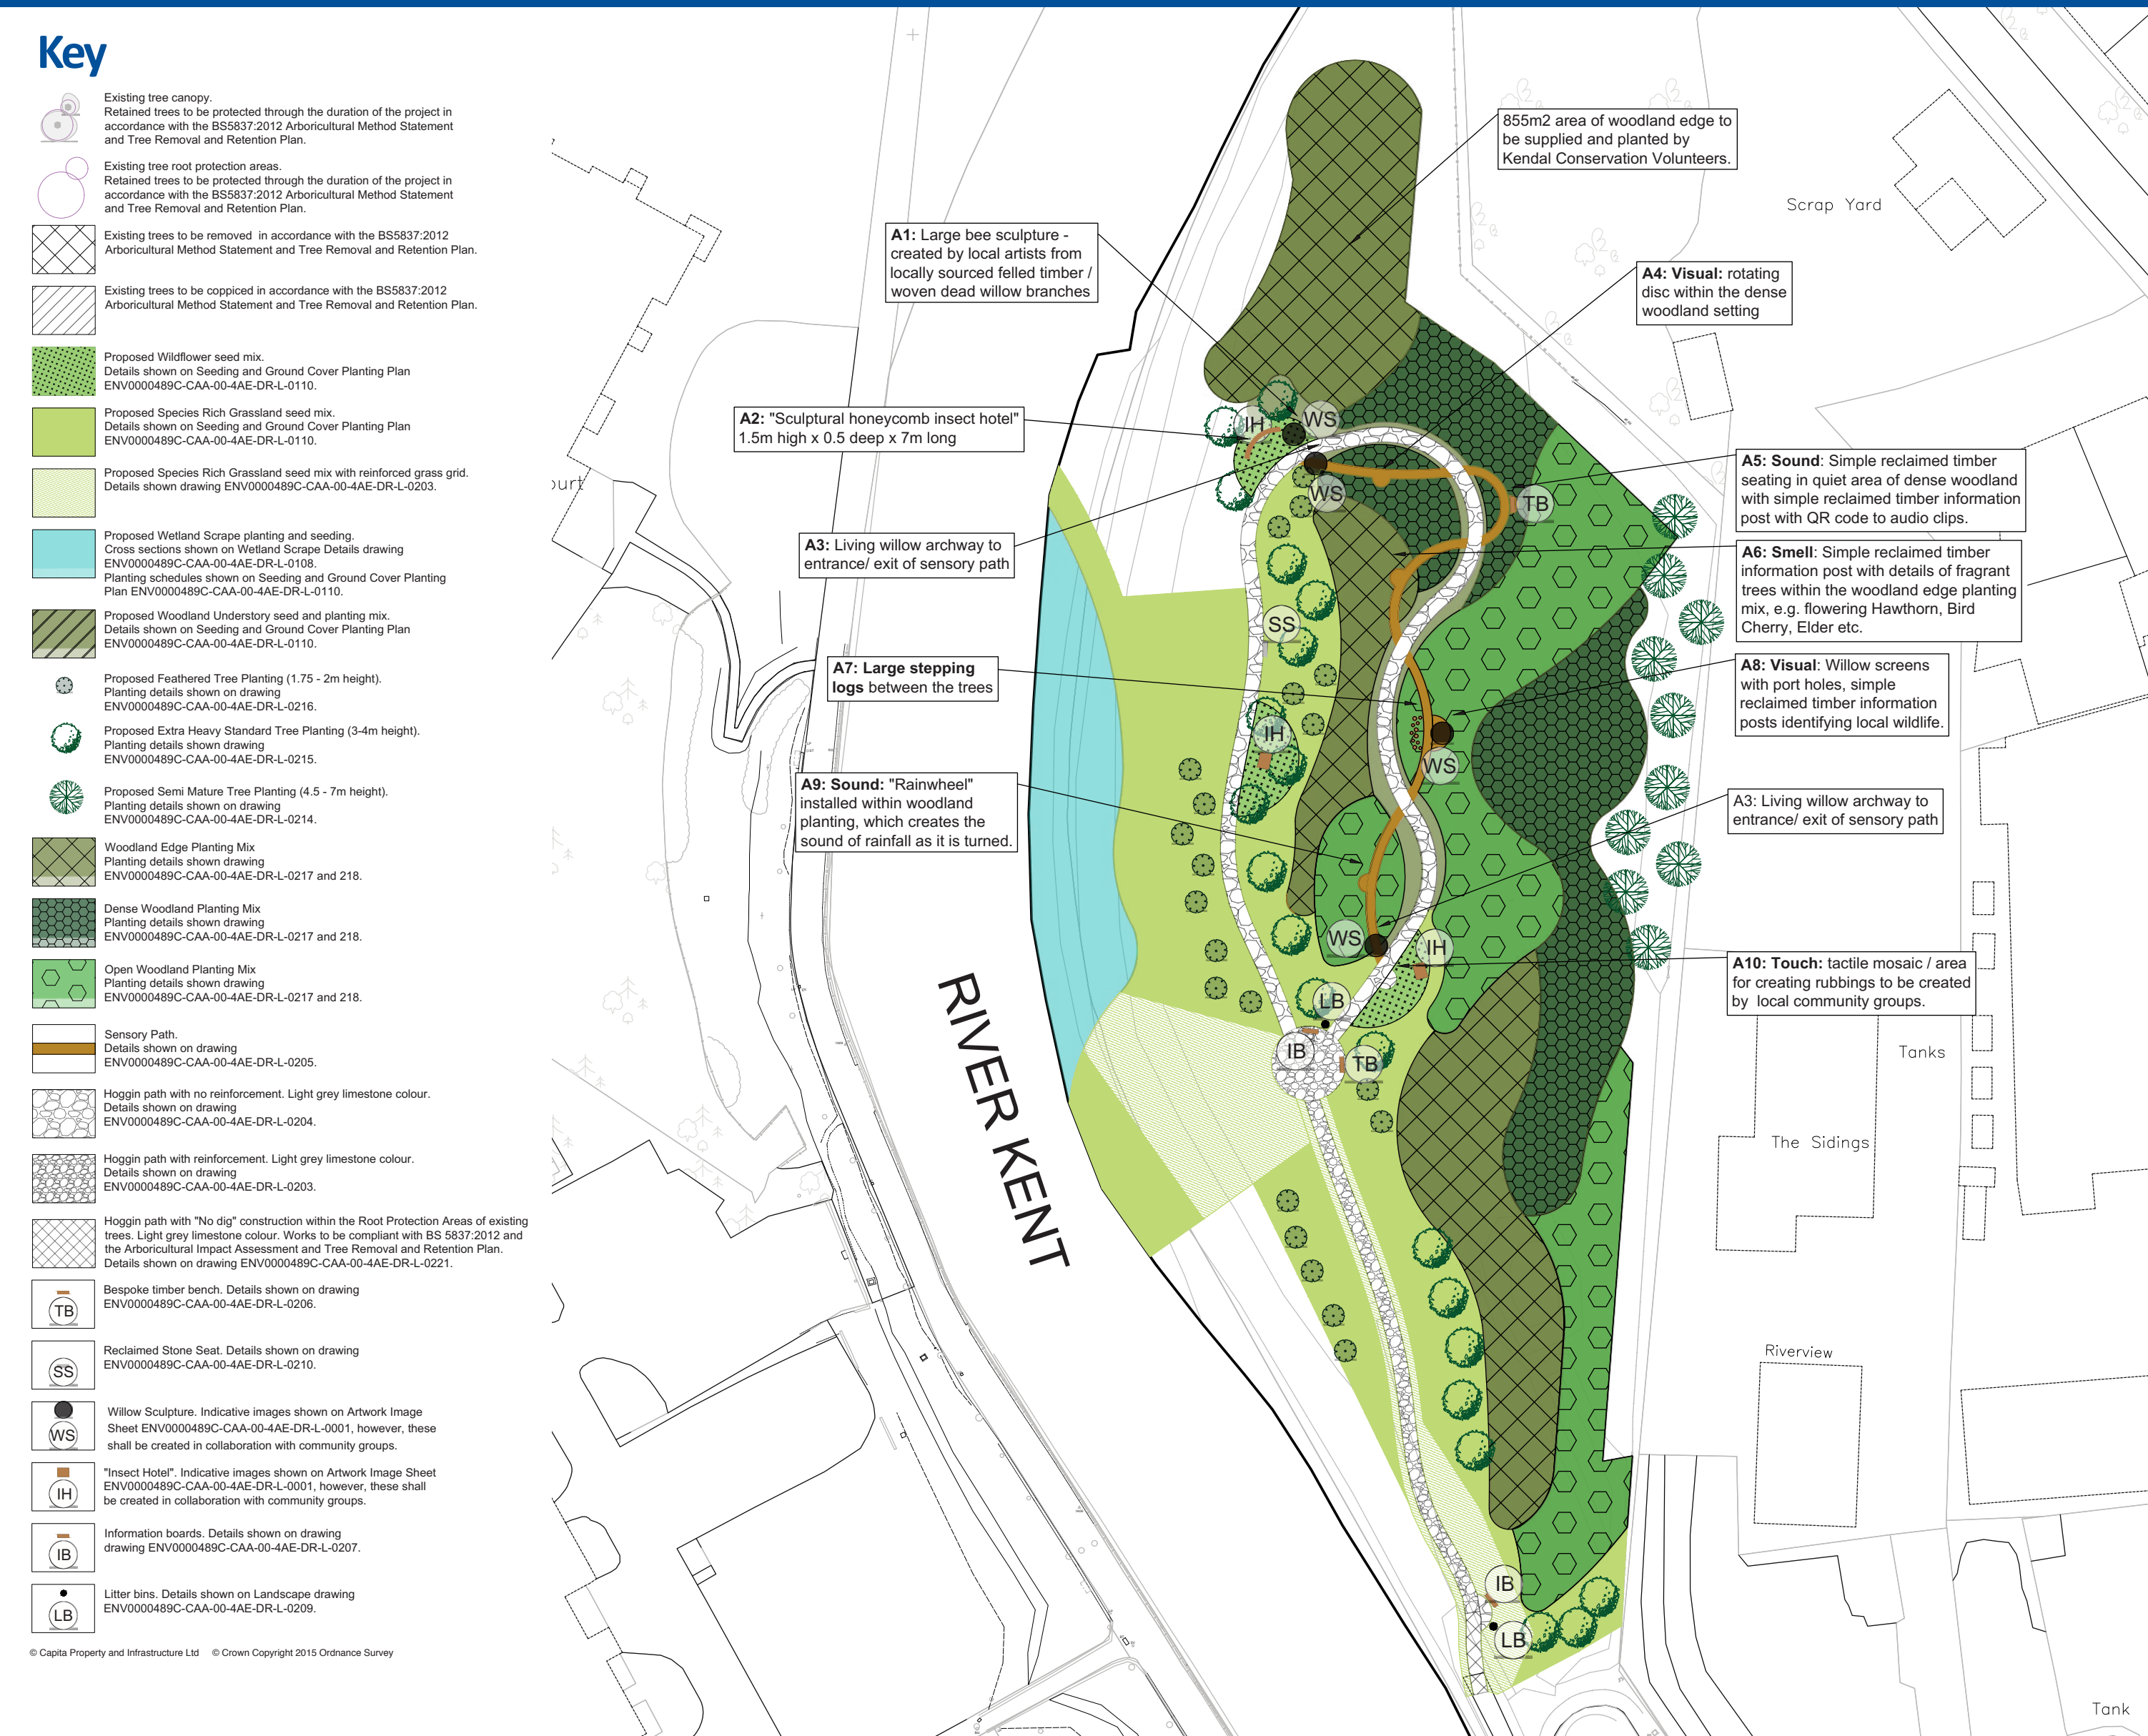 Key
Existing tree canopy.
Retained trees to be protected through the duration of the project in
accordance with the BS5837:2012 Arboricultural Method Statement
and Tree Removal and Retention Plan.
Existing tree root protection areas.
Retained trees to be protected through the duration of the project in
accordance with the BS5837:2012 Arboricultural Method Statement
and Tree Removal and Retention Plan.
Existing trees to be removed in accordance with the BS5837:2012
Arboricultural Method Statement and Tree Removal and Retention Plan.
Existing trees to be coppiced in accordance with the BS5837:2012
Arboricultural Method Statement and Tree Removal and Retention Plan.
Proposed Wildflower seed mix.
Details shown on Seeding and Ground Cover Planting Plan
ENV0000489C-CAA-00-4AE-DR-L-0110.
Proposed Species Rich Grassland seed mix.
Details shown on Seeding and Ground Cover Planting Plan
ENV0000489C-CAA-00-4AE-DR-L-0110.
Proposed Species Rich Grassland seed mix with reinforced grass grid.
Details shown drawing ENV0000489C-CAA-00-4AE-DR-L-0203.
Proposed Wetland Scrape planting and seeding.
Cross sections shown on Wetland Scrape Details drawing
ENV0000489C-CAA-00-4AE-DR-L-0108.
Planting schedules shown on Seeding and Ground Cover Planting
Plan ENV0000489C-CAA-00-4AE-DR-L-0110.
Proposed Woodland Understory seed and planting mix.
Details shown on Seeding and Ground Cover Planting Plan
ENV0000489C-CAA-00-4AE-DR-L-0110.
Proposed Feathered Tree Planting (1.75 - 2m height).
Planting details shown on drawing
ENV0000489C-CAA-00-4AE-DR-L-0216.
Proposed Extra Heavy Standard Tree Planting (3-4m height).
Planting details shown drawing
ENV0000489C-CAA-00-4AE-DR-L-0215.
Proposed Semi Mature Tree Planting (4.5 - 7m height).
Planting details shown on drawing
ENV0000489C-CAA-00-4AE-DR-L-0214.
Woodland Edge Planting Mix
Planting details shown drawing
ENV0000489C-CAA-00-4AE-DR-L-0217 and 218.
Dense Woodland Planting Mix
Planting details shown drawing
ENV0000489C-CAA-00-4AE-DR-L-0217 and 218.
Open Woodland Planting Mix
Planting details shown drawing
ENV0000489C-CAA-00-4AE-DR-L-0217 and 218.
Sensory Path.
Details shown on drawing
ENV0000489C-CAA-00-4AE-DR-L-0205.
Hoggin path with no reinforcement. Light grey limestone colour.
Details shown on drawing
ENV0000489C-CAA-00-4AE-DR-L-0204.
Hoggin path with reinforcement. Light grey limestone colour.
Details shown on drawing
ENV0000489C-CAA-00-4AE-DR-L-0203.
Hoggin path with "No dig" construction within the Root Protection Areas of existing
trees. Light grey limestone colour. Works to be compliant with BS 5837:2012 and
the Arboricultural Impact Assessment and Tree Removal and Retention Plan.
Details shown on drawing ENV0000489C-CAA-00-4AE-DR-L-0221.
TB
Bespoke timber bench. Details shown on drawing
ENV0000489C-CAA-00-4AE-DR-L-0206.
SS
Reclaimed Stone Seat. Details shown on drawing
ENV0000489C-CAA-00-4AE-DR-L-0210.
WS
Willow Sculpture. Indicative images shown on Artwork Image
Sheet ENV0000489C-CAA-00-4AE-DR-L-0001, however, these
shall be created in collaboration with community groups.
IH
"Insect Hotel". Indicative images shown on Artwork Image Sheet
ENV0000489C-CAA-00-4AE-DR-L-0001, however, these shall
be created in collaboration with community groups.
IB
Information boards. Details shown on drawing
drawing ENV0000489C-CAA-00-4AE-DR-L-0207.
LB
Litter bins. Details shown on Landscape drawing
ENV0000489C-CAA-00-4AE-DR-L-0209.
© Capita Property and Infrastructure Ltd © Crown Copyright 2015 Ordnance Survey
855m2 area of woodland edge to
be supplied and planted by
Kendal Conservation Volunteers.
Scrap Yard
A1: Large bee sculpture -
created by local artists from
locally sourced felled timber /
woven dead willow branches
A4: Visual: rotating
disc within the dense
woodland setting
A2: "Sculptural honeycomb insect hotel"
1.5m high x 0.5 deep x 7m long
IH
WS
WS
TB
A5: Sound: Simple reclaimed timber
seating in quiet area of dense woodland
with simple reclaimed timber information
post with QR code to audio clips.
ourt
A3: Living willow archway to
entrance/ exit of sensory path
A6: Smell: Simple reclaimed timber
information post with details of fragrant
trees within the woodland edge planting
mix, e.g. flowering Hawthorn, Bird
Cherry, Elder etc.
SS
A7: Large stepping
logs between the trees
A8: Visual: Willow screens
with port holes, simple
reclaimed timber information
posts identifying local wildlife.
IH
WS
A9: Sound: "Rainwheel"
installed within woodland
planting, which creates the
sound of rainfall as it is turned.
A3: Living willow archway to
entrance/ exit of sensory path
WS
IH
A10: Touch: tactile mosaic / area
for creating rubbings to be created
by local community groups.
LB
IB
TB
RIVER KENT
Tanks
The Sidings
Riverview
IB
LB
Tank